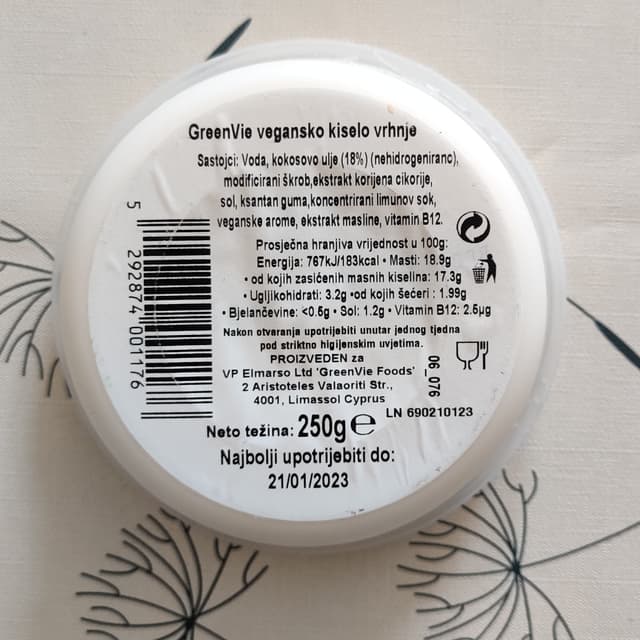 GreenVie vegansko kiselo vrhnje
Sastojci: Voda, kokosovo ulje (18%) (nehidrogenirano),
modificirani škrob,ekstrakt korijena cikorije,
sol, ksantan guma,koncentrirani limunov sok,
veganske arome, ekstrakt masline, vitamin B12.
Prosječna hranjiva vrijednost u 100g:
Energija: 767kJ/183kcal • Masti: 18.9g
• od kojih zasićenih masnih kiselina: 17.3g
• Ugljikohidrati: 3.2g •od kojih šećeri : 1.99g
• Bjelančevine: <0.5g • Sol: 1.2g • Vitamin B12: 2.5µg
Nakon otvaranja upotrijebiti unutar jednog tjedna
pod striktno higijenskim uvjetima.
PROIZVEDEN za
VP Elmarso Ltd 'GreenVie Foods'
2 Aristoteles Valaoriti Str.,
4001, Limassol Cyprus
06_076
LN 690210123
Neto težina: 250g e
Najbolji upotrijebiti do:
21/01/2023
5 292874 001176